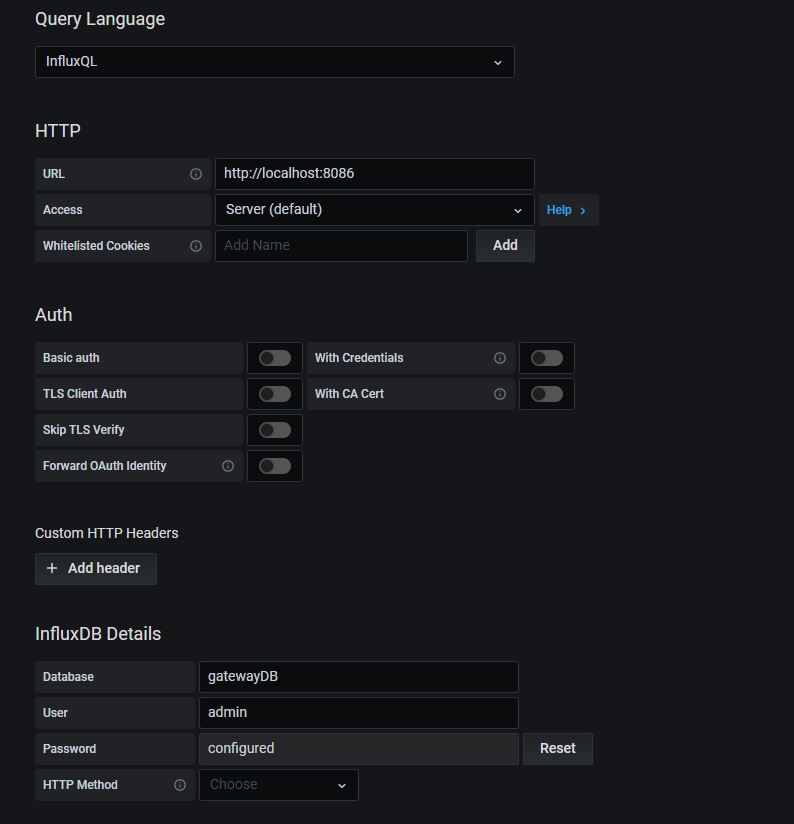 Query Language
InfluxQL
HTTP
URL
http://localhost:8086
Access
Server (default)
Help
Whitelisted Cookies
Add Name
Add
Auth
Basic auth
With Credentials
TLS Client Auth
With CA Cert
Skip TLS Verify
Forward OAuth Identity
Custom HTTP Headers
+ Add header
InfluxDB Details
Database
gatewayDB
User
admin
Password
configured
Reset
HTTP Method
Choose